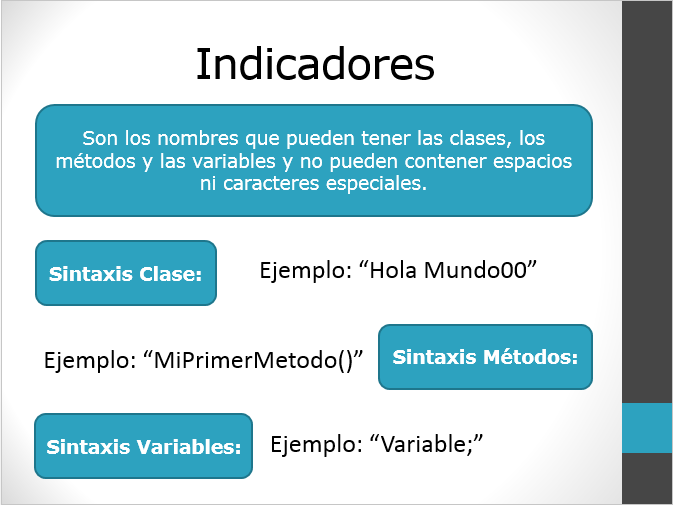 Indicadores
Son los nombres que pueden tener las clases, los
métodos y las variables y no pueden contener espacios
ni caracteres especiales.
Sintaxis Clase:
Ejemplo: “Hola Mundo00”
Ejemplo: “MiPrimerMetodo()”
Sintaxis Métodos:
Sintaxis Variables:
Ejemplo: “Variable;”